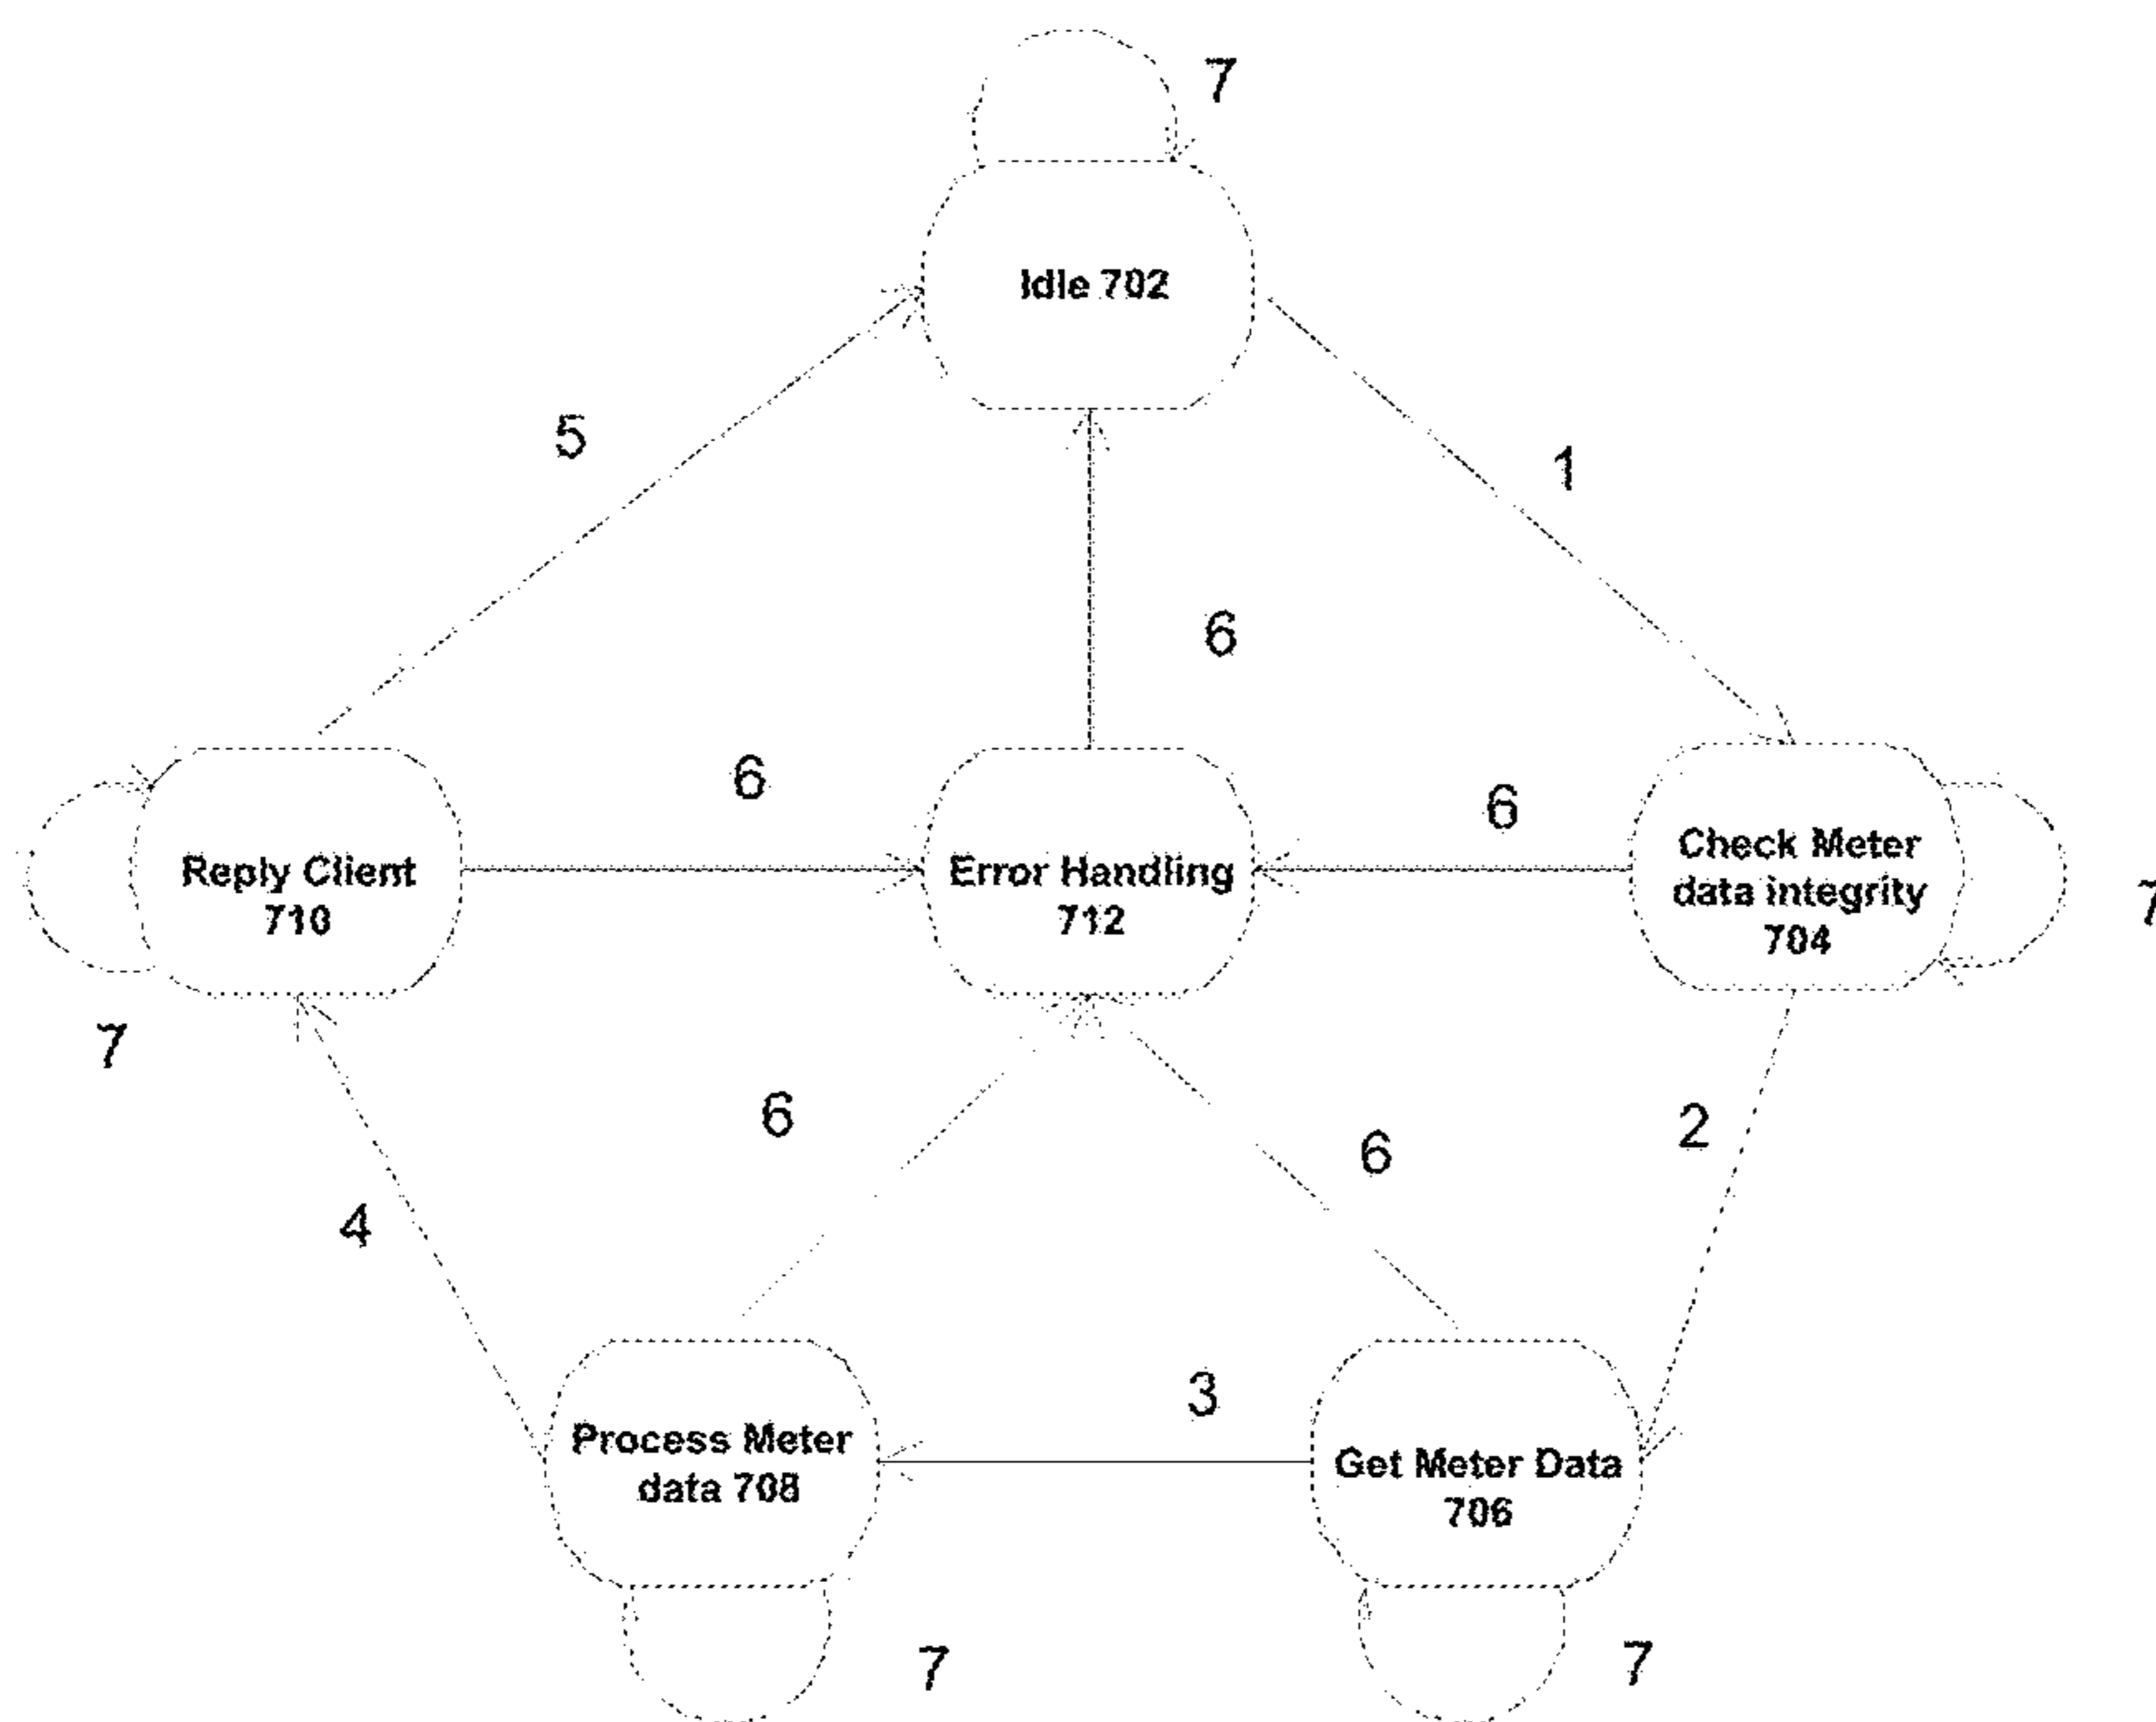 7
Idle 702
5
1
6
6
6
Reply Client
710
Error Handling
712
Check Meter
data integrity
704
7
7
6
6
2
4
3
Process Meter
data 708
Get Meter Data
706
7
7